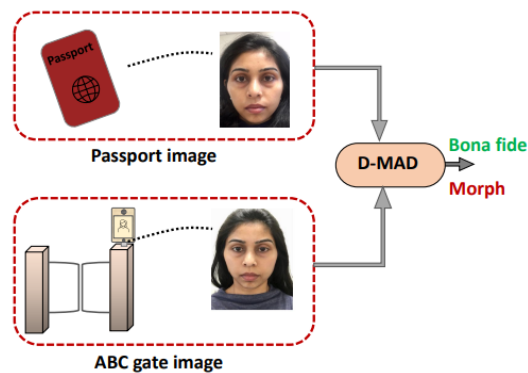 Passport
Passport image
D-MAD
Bona fide
Morph
ABC gate image